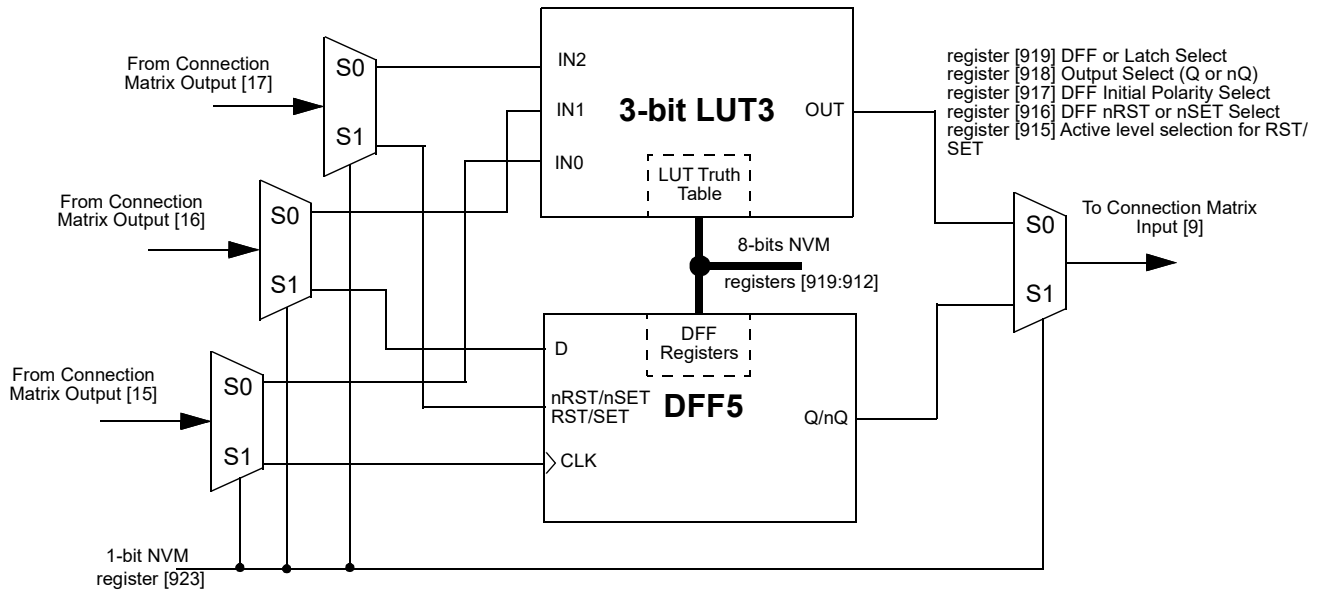 From Connection
Matrix Output [17]
S0
S1
IN2
IN1
IN0
3-bit LUT3
OUT
LUT Truth
Table
register [919] DFF or Latch Select
register [918] Output Select (Q or nQ)
register [917] DFF Initial Polarity Select
register [916] DFF nRST or nSET Select
register [915] Active level selection for RST/
SET
From Connection
Matrix Output [16]
S0
S1
8-bits NVM
registers [919:912]
To Connection Matrix
Input [9]
S0
S1
From Connection
Matrix Output [15]
S0
S1
D
nRST/nSET
RST/SET
CLK
DFF
Registers
DFF5
Q/nQ
1-bit NVM
register [923]